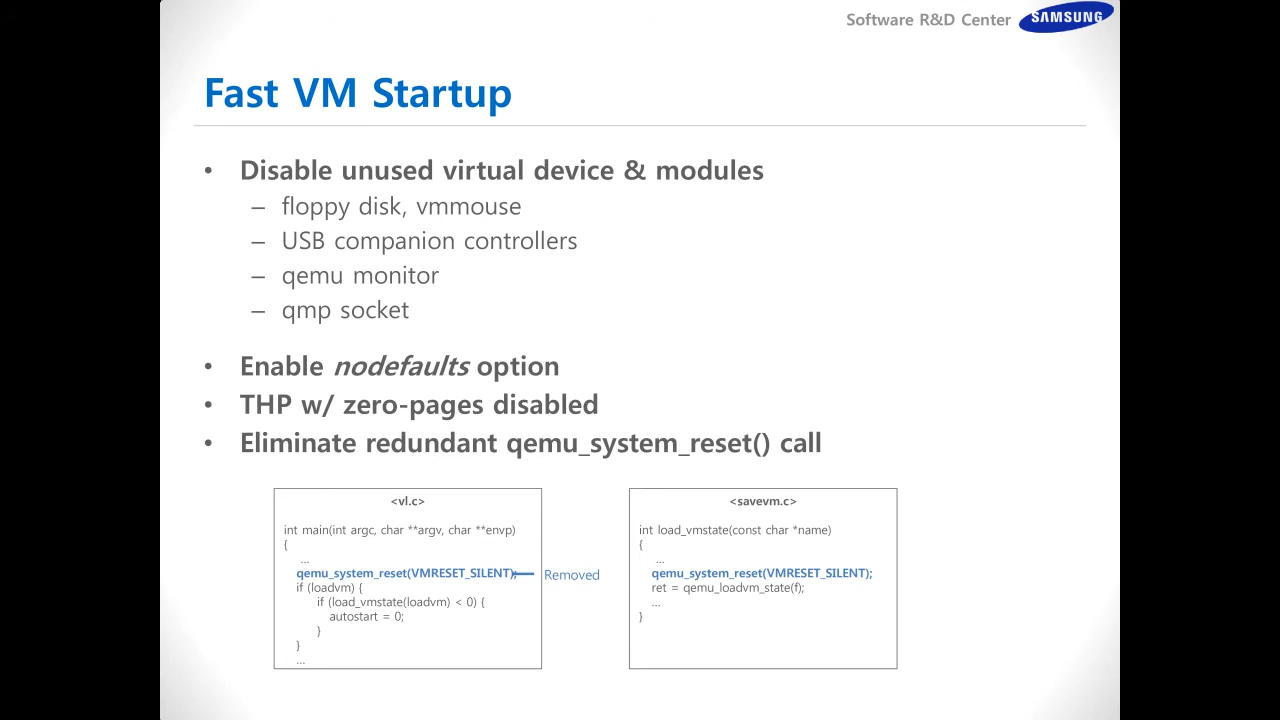 Software R&D Center SAMSUNG
Fast VM Startup
• Disable unused virtual device & modules
– floppy disk, vmmouse
– USB companion controllers
– qemu monitor
– qmp socket
• Enable nodefaults option
• THP w/ zero-pages disabled
• Eliminate redundant qemu_system_reset() call
<vl.c>
int main(int argc, char **argv, char **envp)
{
...
qemu_system_reset(VMRESET_SILENT);
if (loadvm) {
if (load_vmstate(loadvm) < 0) {
autostart = 0;
}
}
...
Removed
<savevm.c>
int load_vmstate(const char *name)
{
...
qemu_system_reset(VMRESET_SILENT);
ret = qemu_loadvm_state(f);
...
}